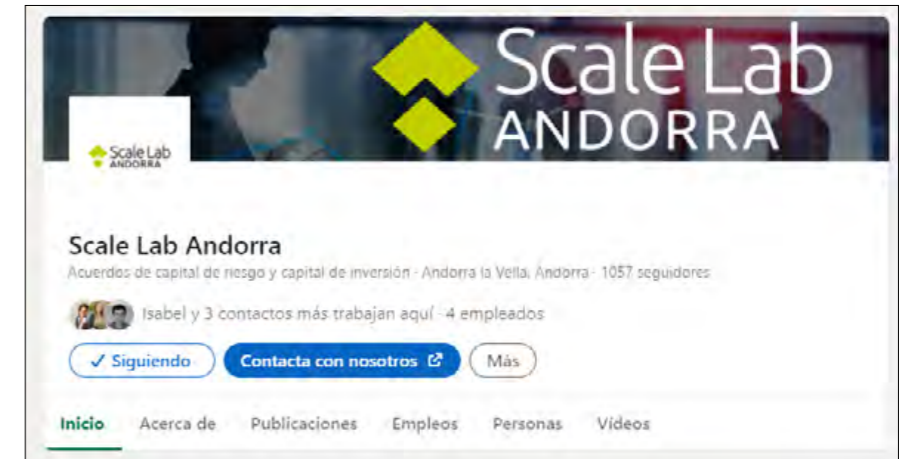 Scale Lab
ANDORRA
Scale Lab
ANDORRA
Scale Lab Andorra
Acuerdos de capital de riesgo y capital de inversión · Andorra la Vella, Andorra · 1057 seguidores
Isabel y 3 contactos más trabajan aquí · 4 empleados
✓ Siguiendo Contacta con nosotros Más
Inicio Acerca de Publicaciones Empleos Personas Vídeos